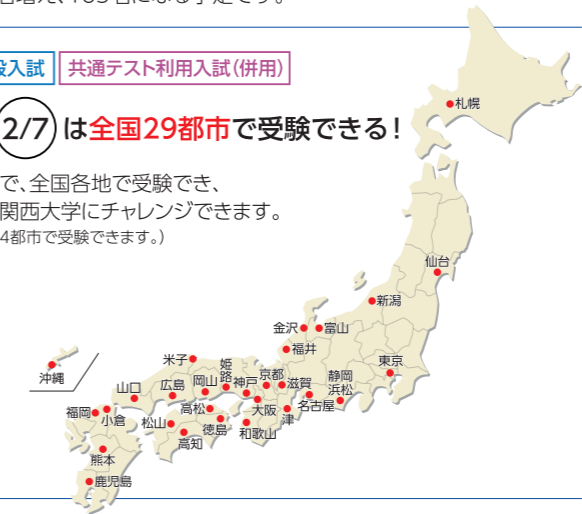 般入試 共通テスト利用入試(併用)
2/7 は全国29都市で受験できる!
で、全国各地で受験でき、
関西大学にチャレンジできます。
4都市で受験できます。)
札幌
仙台
新潟
金沢 富山
福井
東京
米子 姫路 京都 滋賀 静岡
浜松
沖縄
山口 広島 岡山 神戸 大阪 津 名古屋
福岡 小倉 松山 高松 徳島 和歌山
高知
熊本
鹿児島